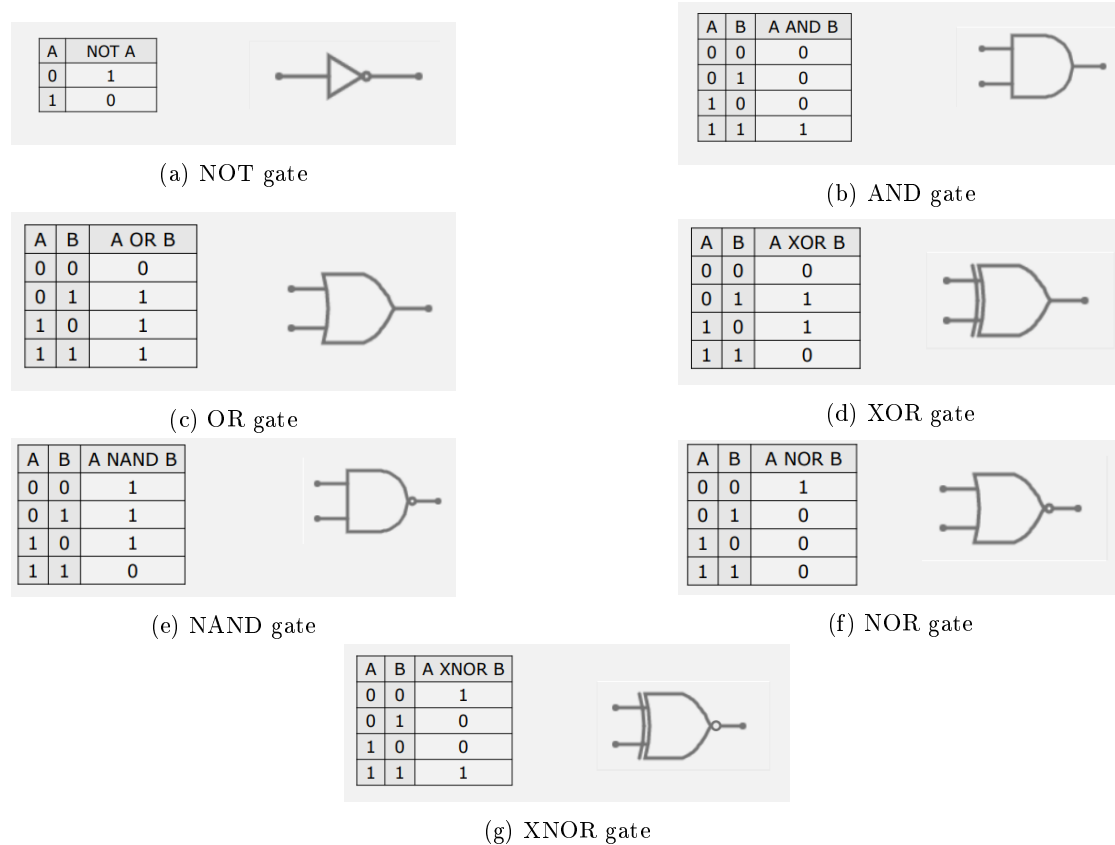 A NOT A
0 1
1 0
(a) NOT gate
A B A AND B
0 0 0
0 1 0
1 0 0
1 1 1
(b) AND gate
A B A OR B
0 0 0
0 1 1
1 0 1
1 1 1
(c) OR gate
A B A XOR B
0 0 0
0 1 1
1 0 1
1 1 0
(d) XOR gate
A B A NAND B
0 0 1
0 1 1
1 0 1
1 1 0
(e) NAND gate
A B A NOR B
0 0 1
0 1 0
1 0 0
1 1 0
(f) NOR gate
A B A XNOR B
0 0 1
0 1 0
1 0 0
1 1 1
(g) XNOR gate